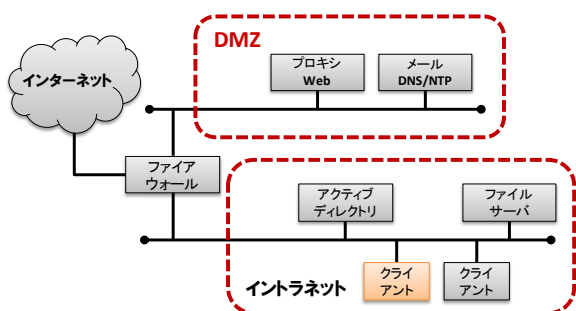 DMZ
プロキシ
Web
メール
DNS/NTP
インターネット
ファイア
ウォール
アクティブ
ディレクトリ
ファイル
サーバ
イントラネット
クライ
アント
クライ
アント